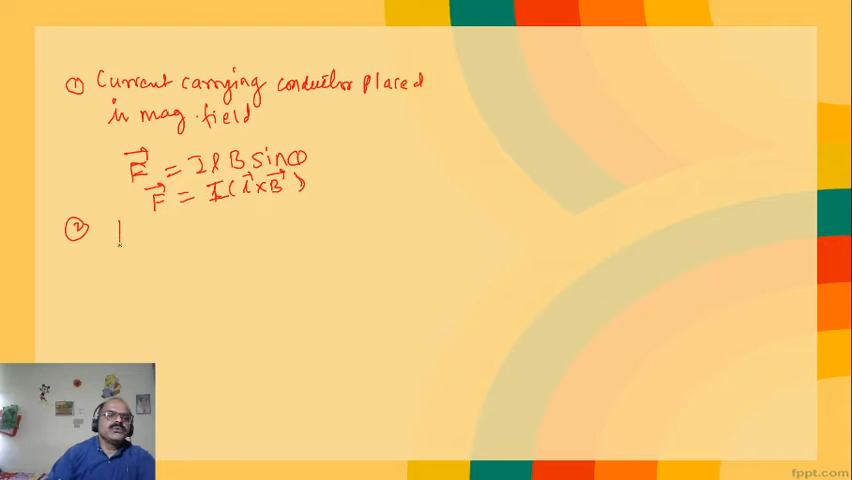 ① Current carrying conductor placed
in mag. field
F⃗ = IlB sinθ
F⃗ = I(l⃗×B⃗)
②
fppt.com